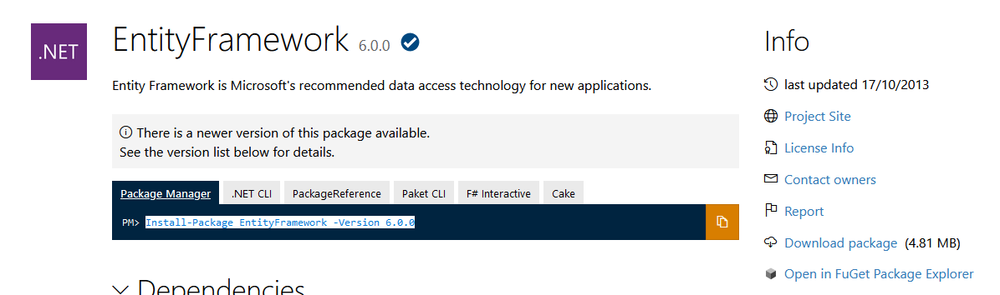 .NET
EntityFramework 6.0.0
Entity Framework is Microsoft's recommended data access technology for new applications.
There is a newer version of this package available.
See the version list below for details.
Package Manager .NET CLI PackageReference Paket CLI F# Interactive Cake
PM> Install-Package EntityFramework -Version 6.0.0
Dependencies
Info
last updated 17/10/2013
Project Site
License Info
Contact owners
Report
Download package (4.81 MB)
Open in FuGet Package Explorer